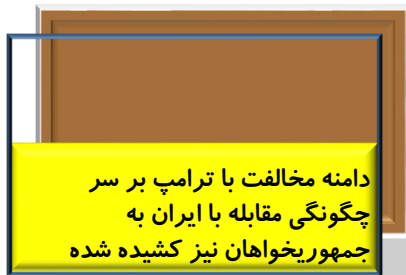 دامنه مخالفت با ترامپ بر سر
چگونگی مقابله با ایران به
جمهوریخواهان نیز کشیده شده